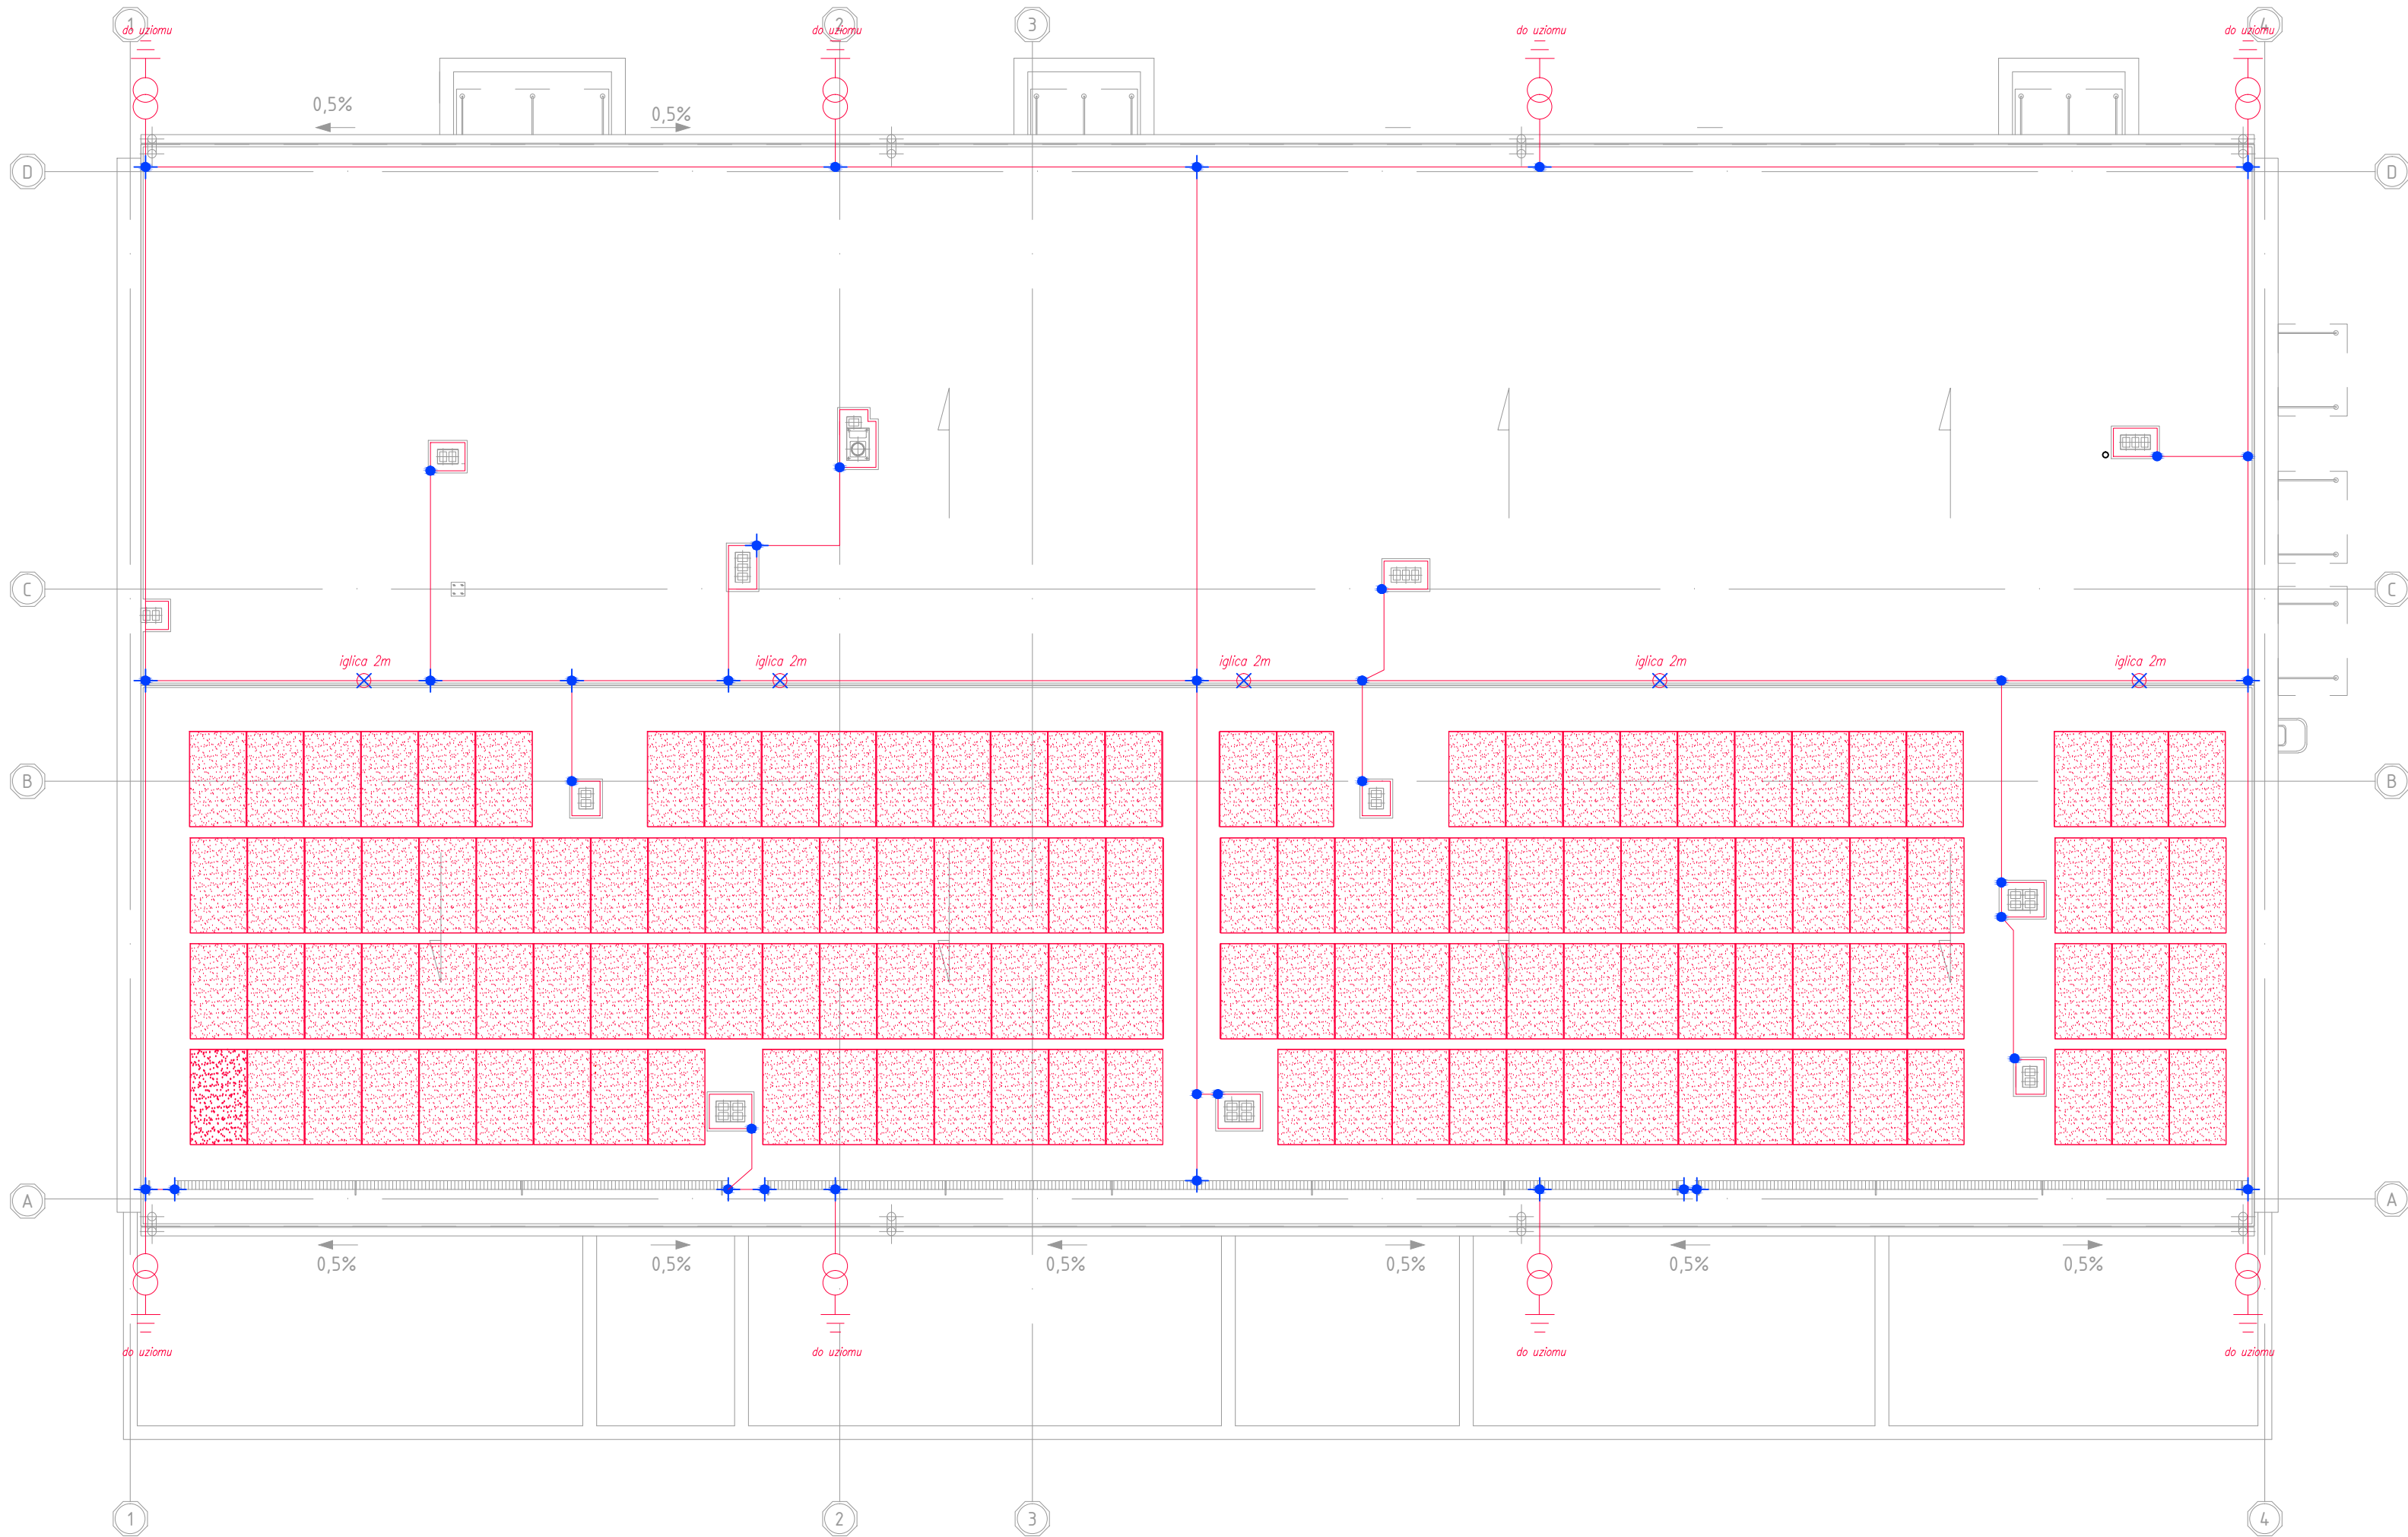 1 2 3 4
do uziomu do uziomu do uziomu do uziomu
0,5% 0,5%
D D
C C
iglica 2m iglica 2m iglica 2m iglica 2m iglica 2m
B B
A A
0,5% 0,5% 0,5% 0,5% 0,5% 0,5%
do uziomu do uziomu do uziomu do uziomu
1 2 3 4